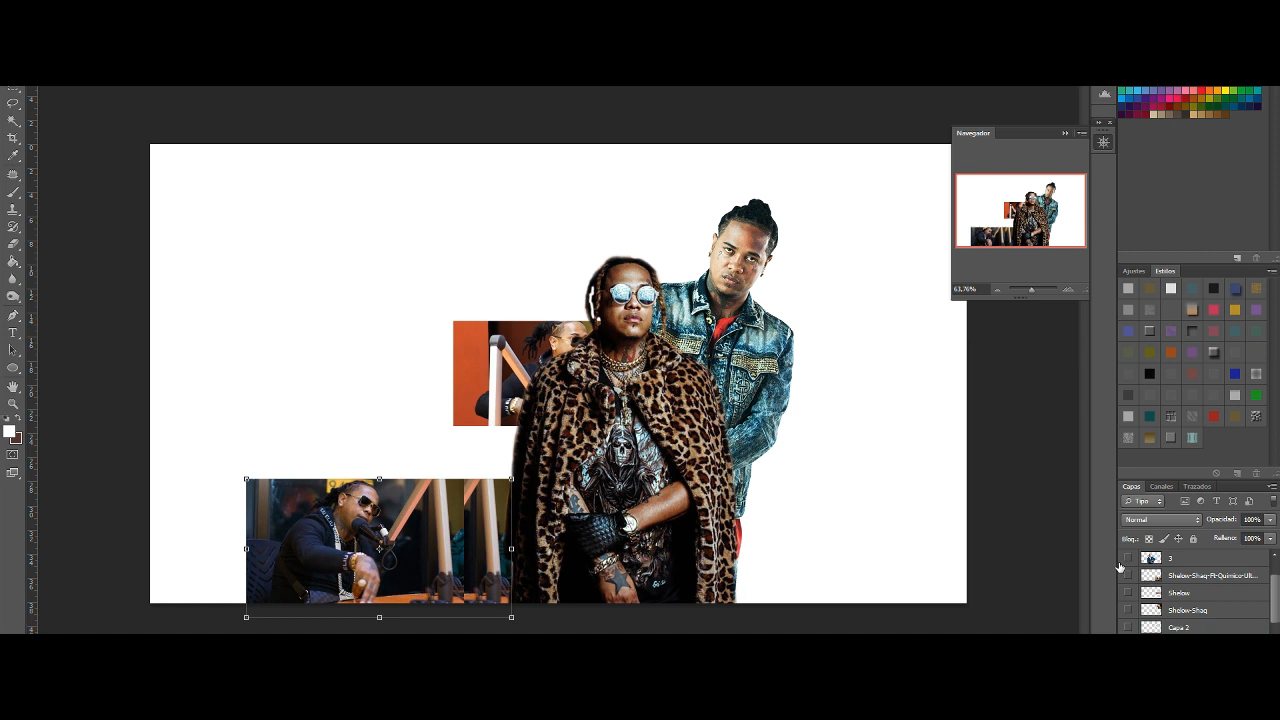 Navegador
63,76%
Ajustes
Estilos
Capas
Canales
Trazados
Tipo
Normal
Opacidad:
100%
Bloq.:
Relleno:
100%
3
Shelow-Shaq-Ft-Quimico-Ult...
Shelow
Shelow-Shaq
Capa 2